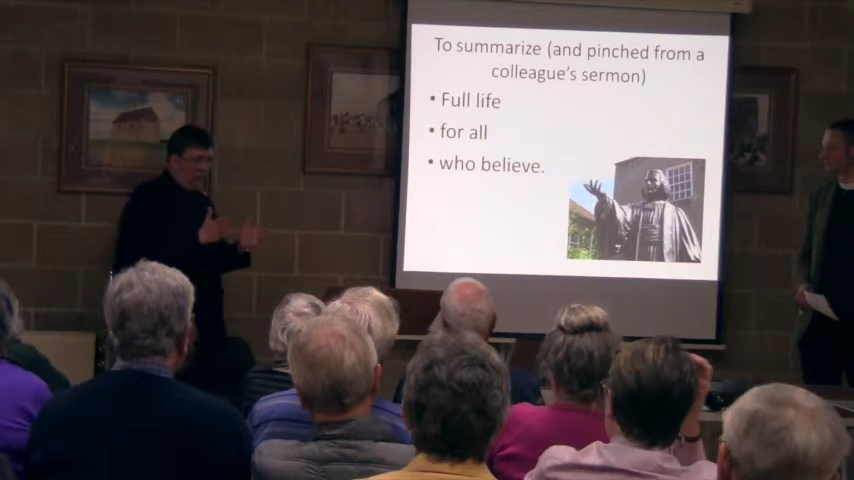 To summarize (and pinched from a
colleague's sermon)
• Full life
• for all
• who believe.